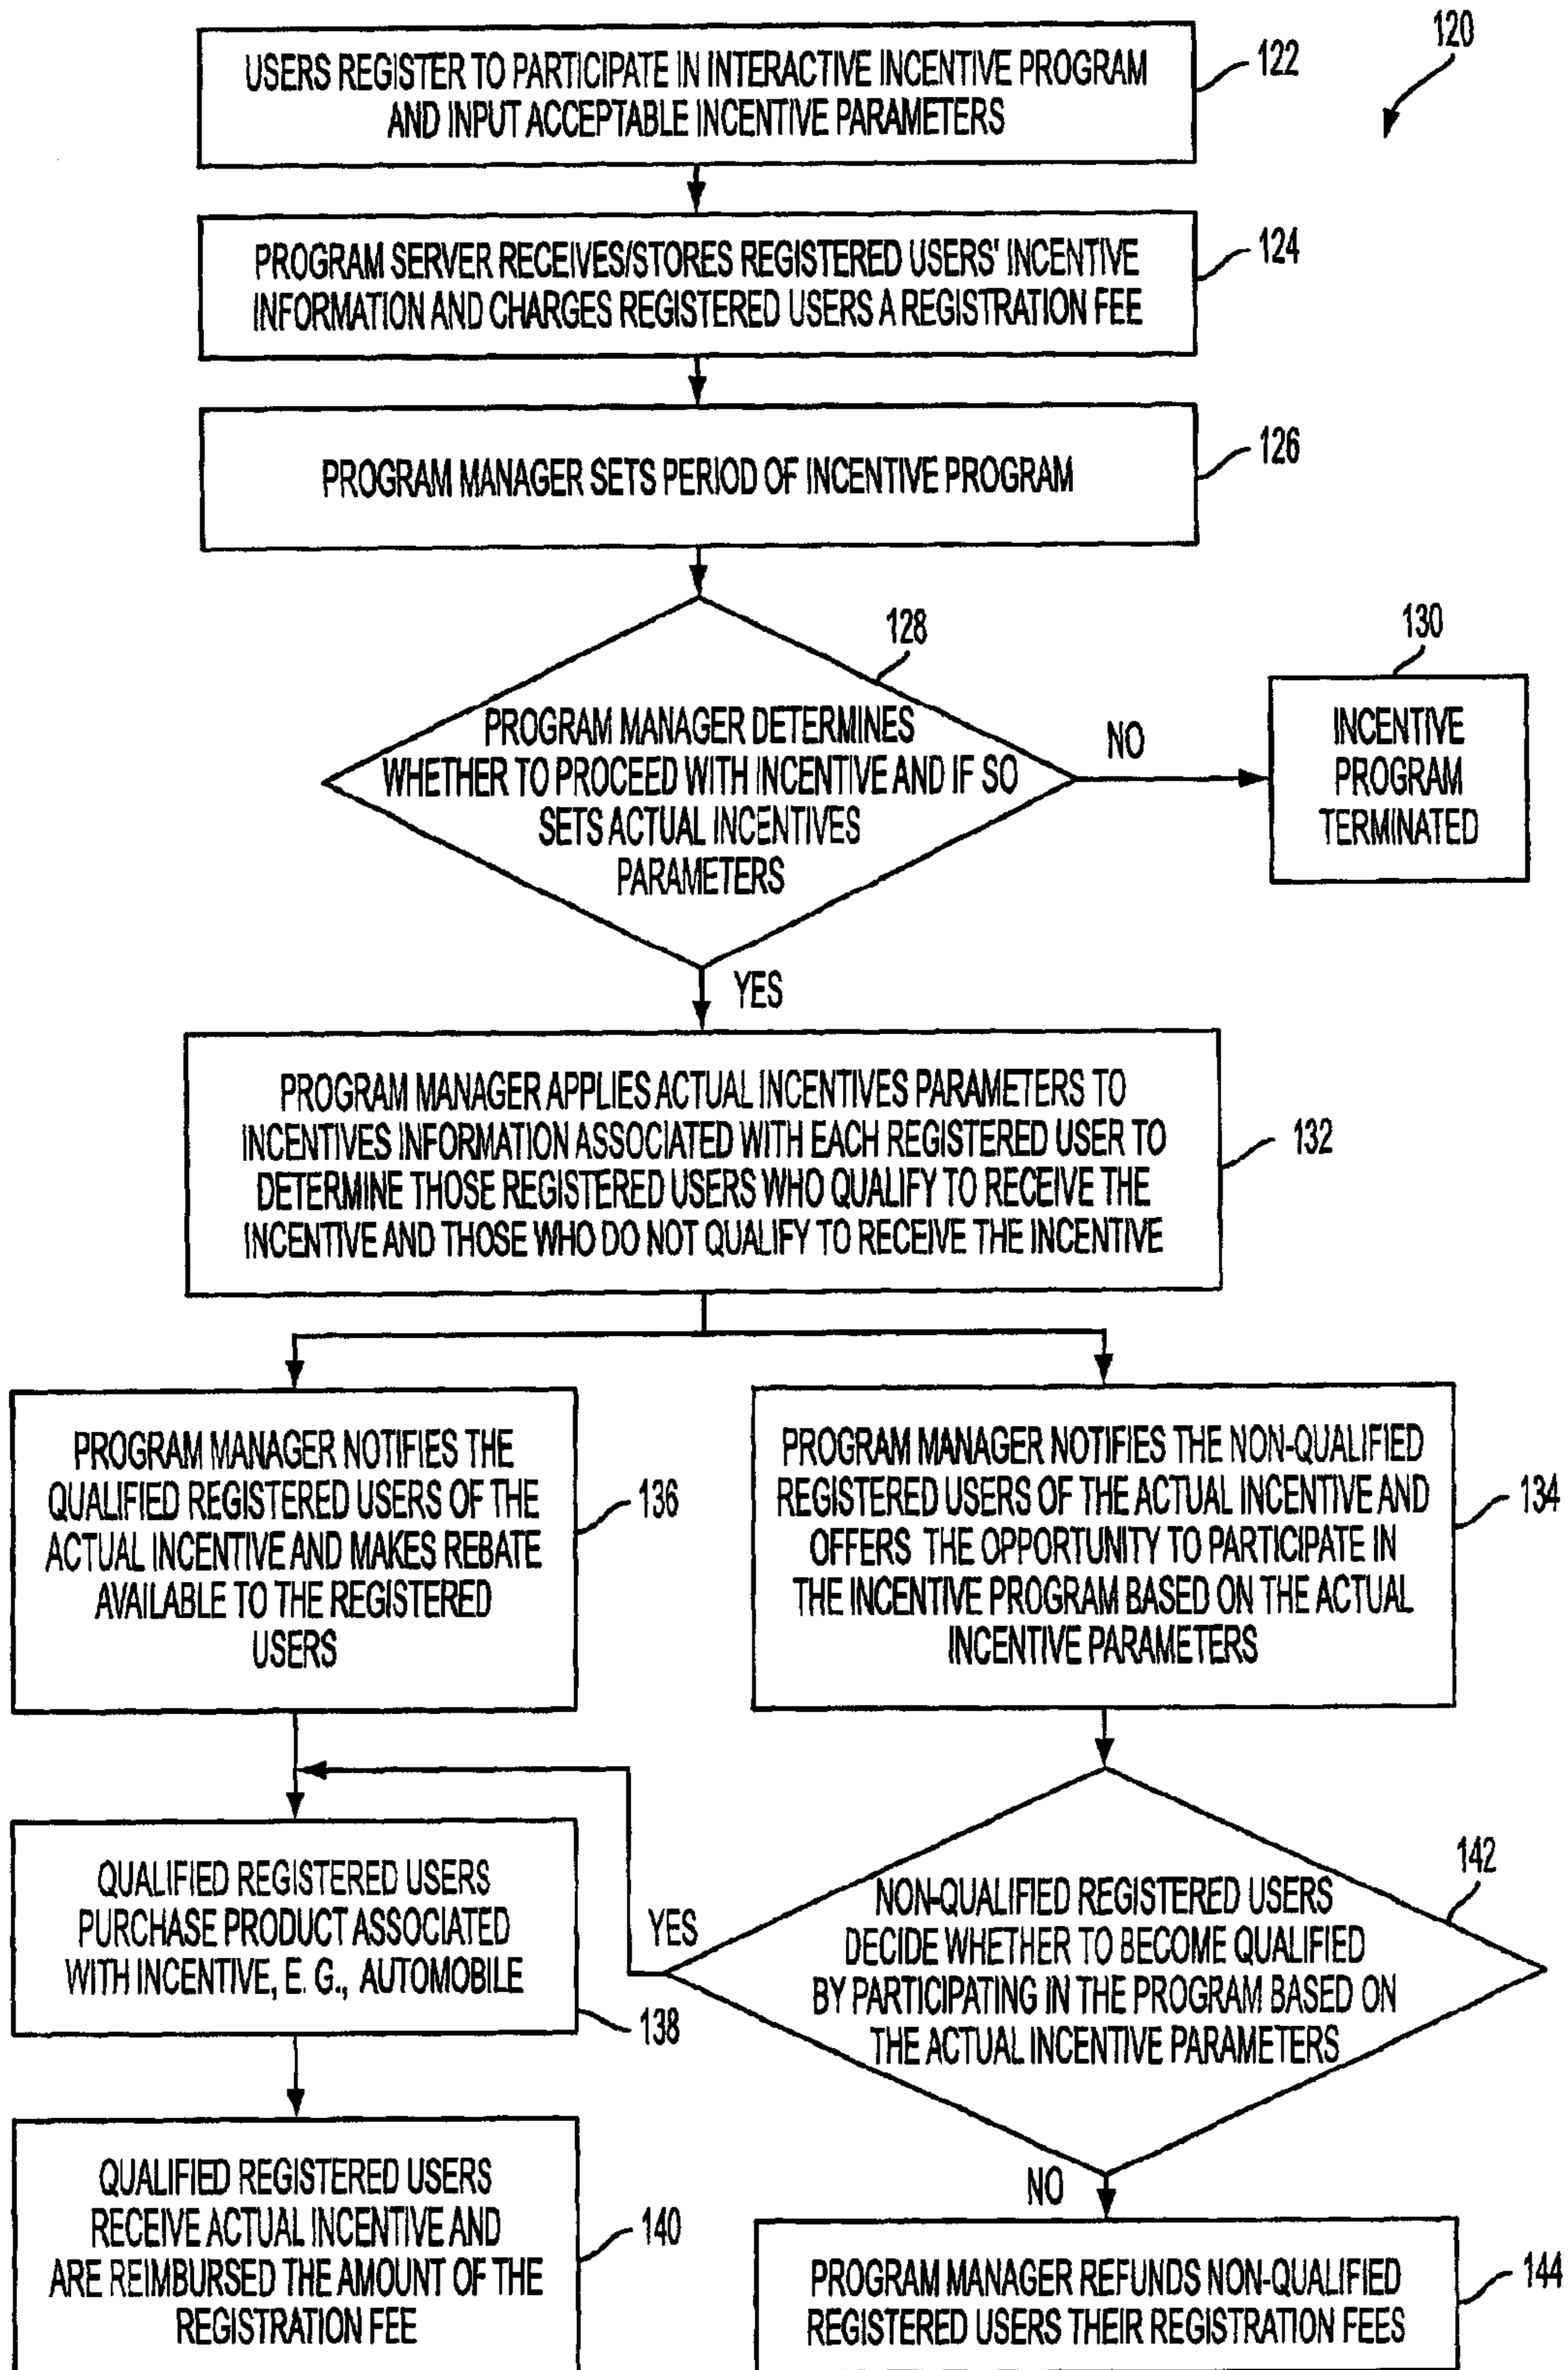 120
USERS REGISTER TO PARTICIPATE IN INTERACTIVE INCENTIVE PROGRAM
AND INPUT ACCEPTABLE INCENTIVE PARAMETERS
122
PROGRAM SERVER RECEIVES/STORES REGISTERED USERS' INCENTIVE
INFORMATION AND CHARGES REGISTERED USERS A REGISTRATION FEE
124
PROGRAM MANAGER SETS PERIOD OF INCENTIVE PROGRAM
126
128
PROGRAM MANAGER DETERMINES
WHETHER TO PROCEED WITH INCENTIVE AND IF SO
SETS ACTUAL INCENTIVES
PARAMETERS
NO
130
INCENTIVE
PROGRAM
TERMINATED
YES
PROGRAM MANAGER APPLIES ACTUAL INCENTIVES PARAMETERS TO
INCENTIVES INFORMATION ASSOCIATED WITH EACH REGISTERED USER TO
DETERMINE THOSE REGISTERED USERS WHO QUALIFY TO RECEIVE THE
INCENTIVE AND THOSE WHO DO NOT QUALIFY TO RECEIVE THE INCENTIVE
132
PROGRAM MANAGER NOTIFIES THE
QUALIFIED REGISTERED USERS OF THE
ACTUAL INCENTIVE AND MAKES REBATE
AVAILABLE TO THE REGISTERED
USERS
136
PROGRAM MANAGER NOTIFIES THE NON-QUALIFIED
REGISTERED USERS OF THE ACTUAL INCENTIVE AND
OFFERS THE OPPORTUNITY TO PARTICIPATE IN
THE INCENTIVE PROGRAM BASED ON THE ACTUAL
INCENTIVE PARAMETERS
134
QUALIFIED REGISTERED USERS
PURCHASE PRODUCT ASSOCIATED
WITH INCENTIVE, E. G., AUTOMOBILE
138
YES
142
NON-QUALIFIED REGISTERED USERS
DECIDE WHETHER TO BECOME QUALIFIED
BY PARTICIPATING IN THE PROGRAM BASED ON
THE ACTUAL INCENTIVE PARAMETERS
NO
QUALIFIED REGISTERED USERS
RECEIVE ACTUAL INCENTIVE AND
ARE REIMBURSED THE AMOUNT OF THE
REGISTRATION FEE
140
PROGRAM MANAGER REFUNDS NON-QUALIFIED
REGISTERED USERS THEIR REGISTRATION FEES
144